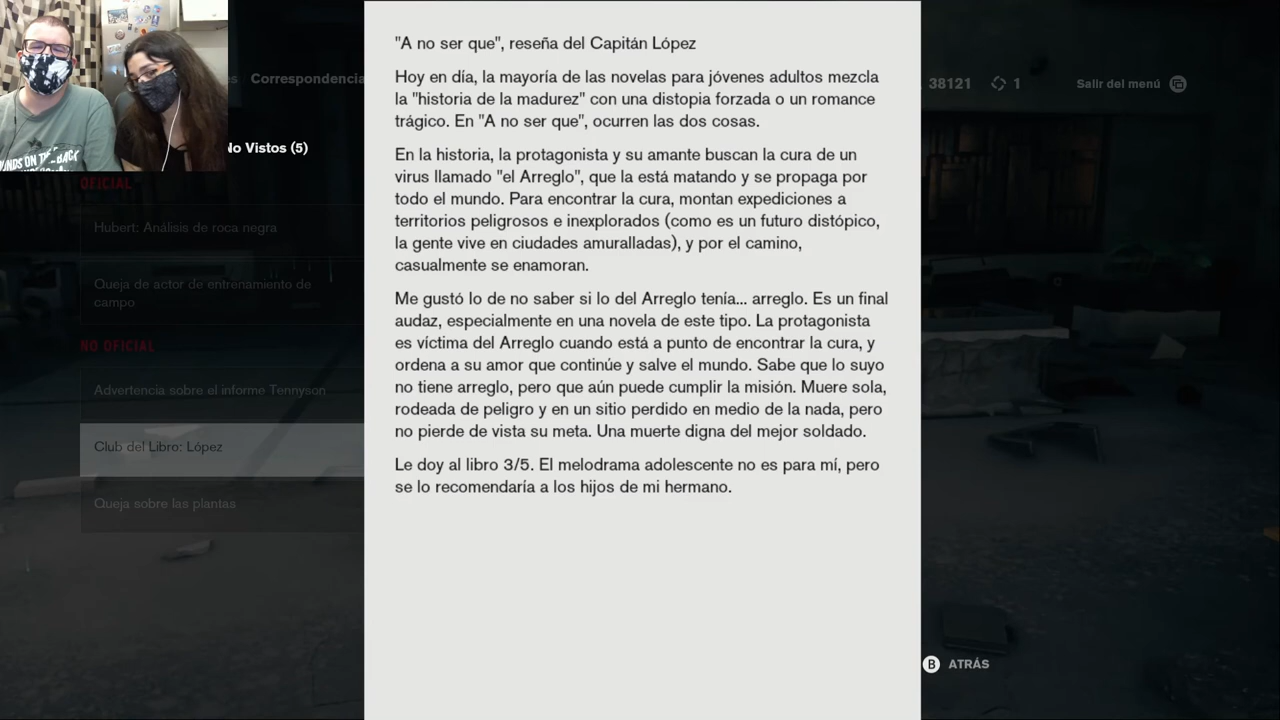 "A no ser que", reseña del Capitán López
Hoy en día, la mayoría de las novelas para jóvenes adultos mezcla
la "historia de la madurez" con una distopia forzada o un romance
trágico. En "A no ser que", ocurren las dos cosas.
En la historia, la protagonista y su amante buscan la cura de un
virus llamado "el Arreglo", que la está matando y se propaga por
todo el mundo. Para encontrar la cura, montan expediciones a
territorios peligrosos e inexplorados (como es un futuro distópico,
la gente vive en ciudades amuralladas), y por el camino,
casualmente se enamoran.
Me gustó lo de no saber si lo del Arreglo tenía... arreglo. Es un final
audaz, especialmente en una novela de este tipo. La protagonista
es víctima del Arreglo cuando está a punto de encontrar la cura, y
ordena a su amor que continúe y salve el mundo. Sabe que lo suyo
no tiene arreglo, pero que aún puede cumplir la misión. Muere sola,
rodeada de peligro y en un sitio perdido en medio de la nada, pero
no pierde de vista su meta. Una muerte digna del mejor soldado.
Le doy al libro 3/5. El melodrama adolescente no es para mí, pero
se lo recomendaría a los hijos de mi hermano.
Correspondencia
No Vistos (5)
OFICIAL
Hubert: Análisis de roca negra
Queja de actor de entrenamiento de
campo
NO OFICIAL
Advertencia sobre el informe Tennyson
Club del Libro: López
Queja sobre las plantas
38121 1
Salir del menú
B ATRÁS